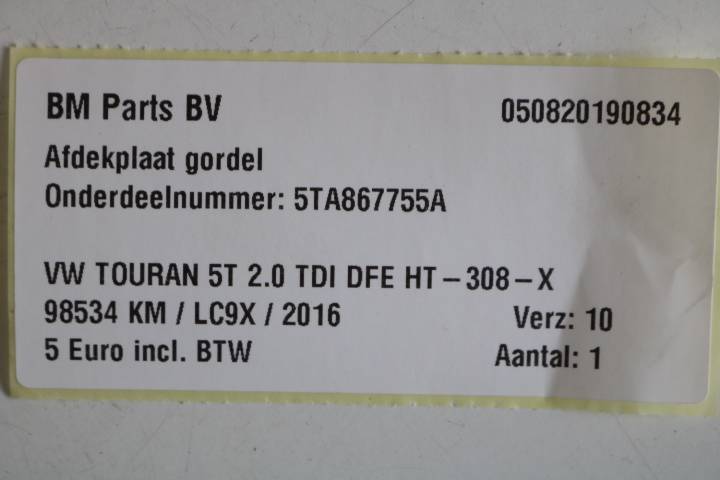 BM Parts BV 050820190834
Afdekplaat gordel
Onderdeelnummer: 5TA867755A
VW TOURAN 5T 2.0 TDI DFE HT-308-X
98534 KM / LC9X / 2016 Verz: 10
5 Euro incl. BTW Aantal: 1